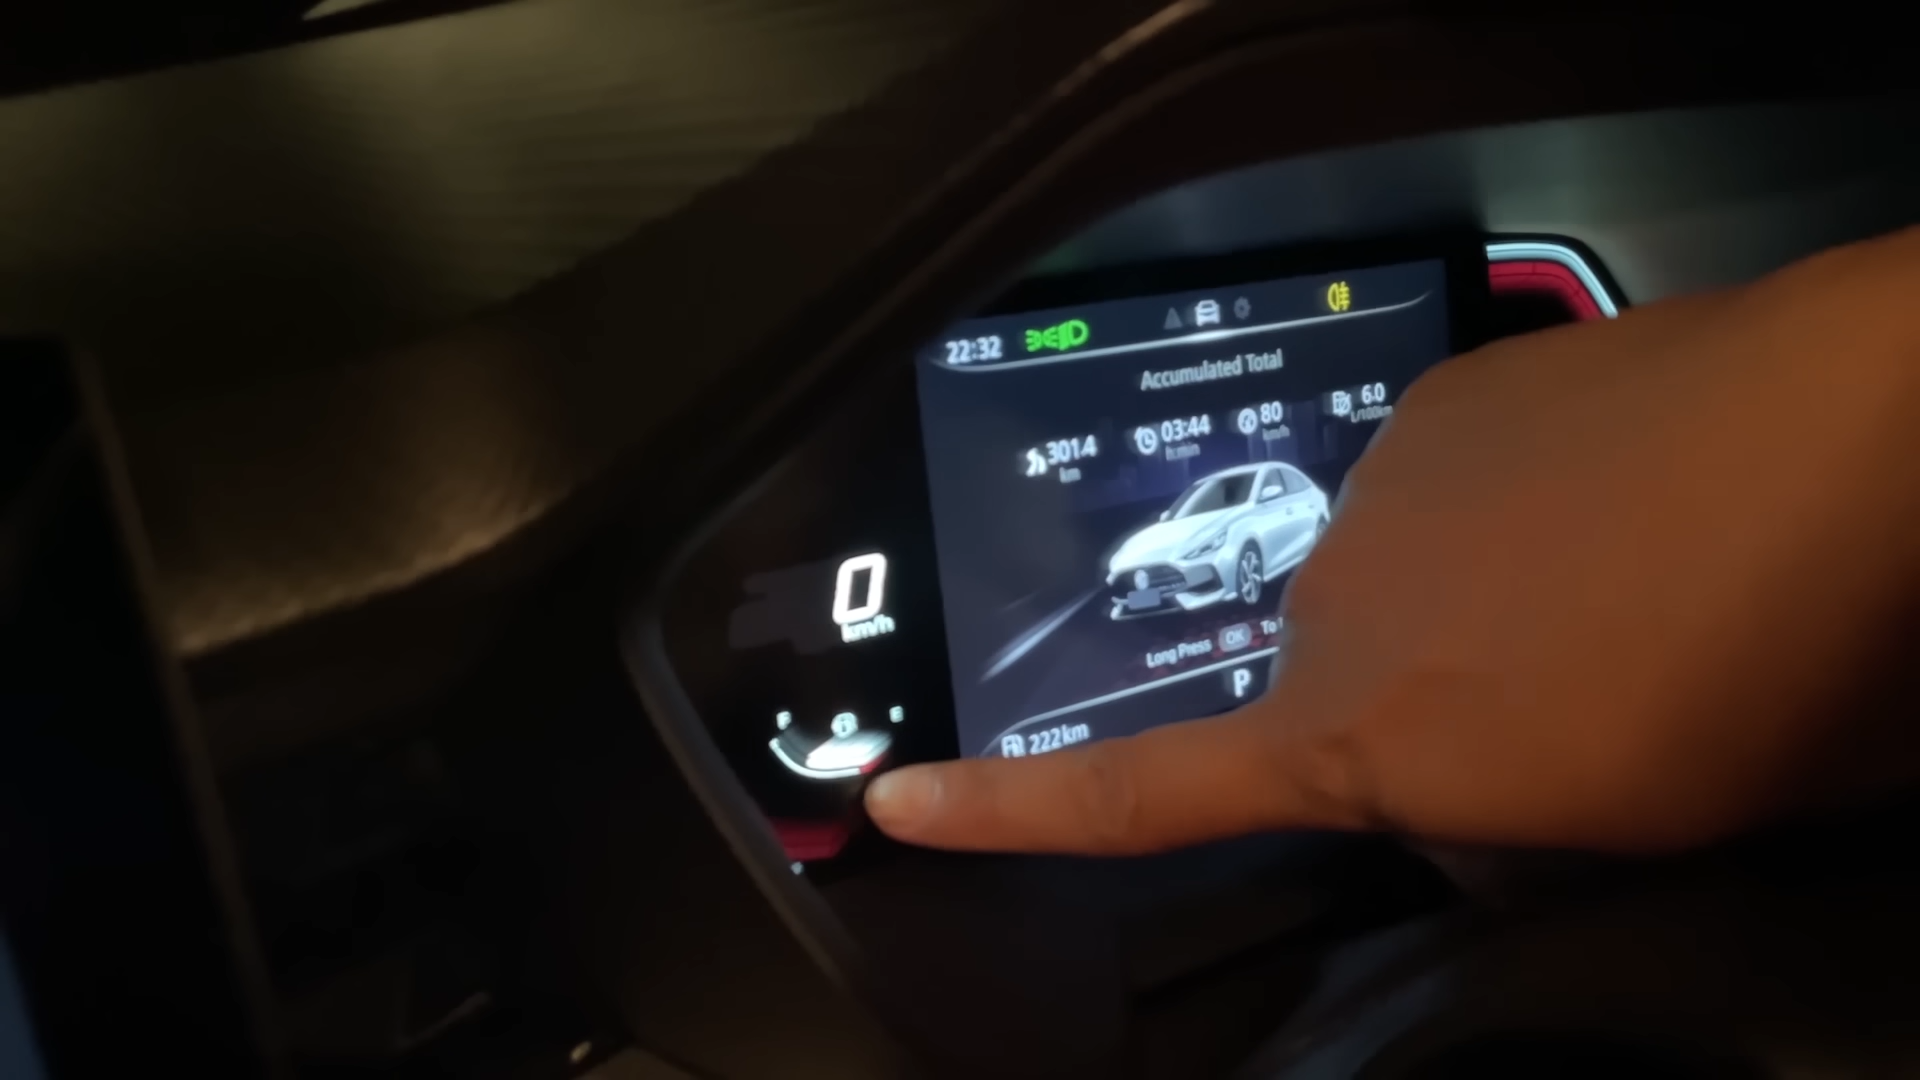 22:32
Accumulated Total
301.4 km
03:44 h:min
80 km/h
6.0 L/100km
0
km/h
Long Press OK To
P
F E
222km